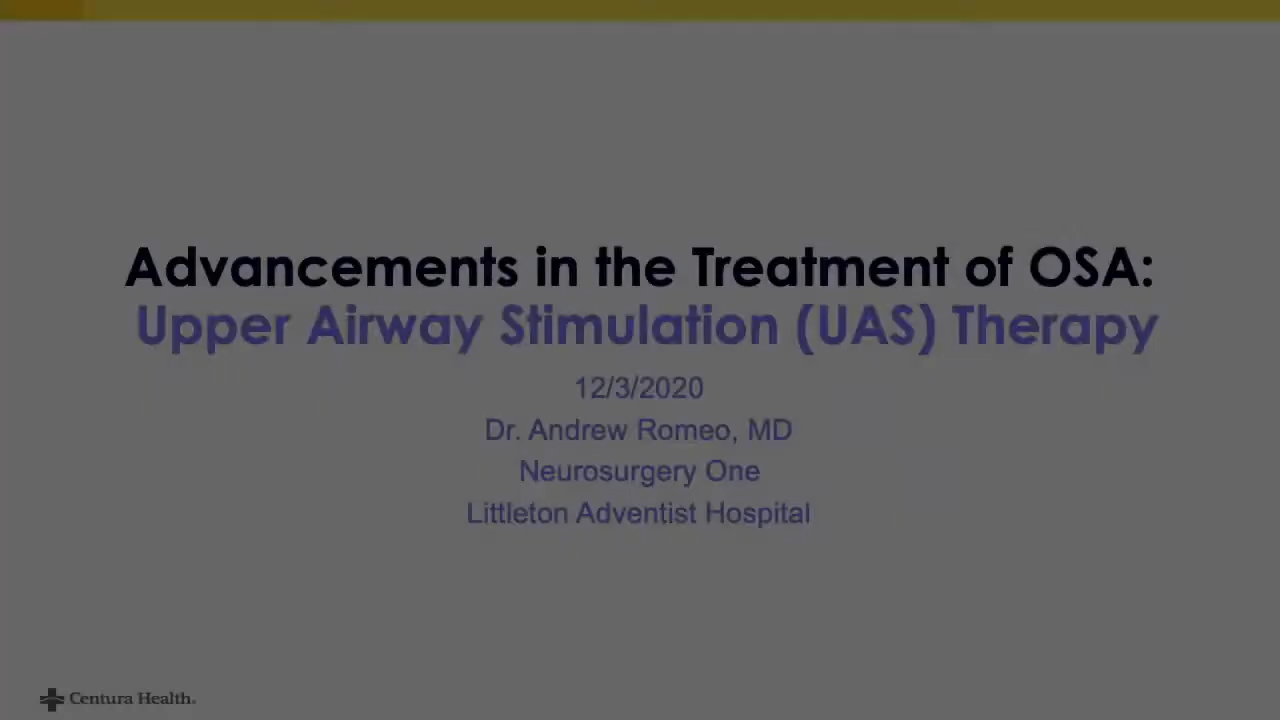 Advancements in the Treatment of OSA:
Upper Airway Stimulation (UAS) Therapy
12/3/2020
Dr. Andrew Romeo, MD
Neurosurgery One
Littleton Adventist Hospital
Centura Health.